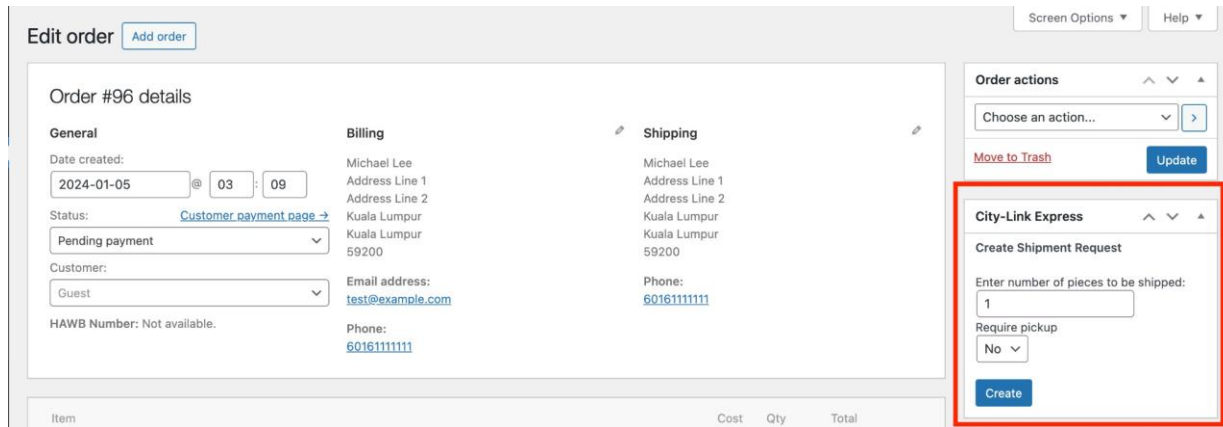 Screen Options ▼ Help ▼
Edit order Add order
Order #96 details
General
Date created:
2024-01-05 @ 03 : 09
Status: Customer payment page →
Pending payment
Customer:
Guest
HAWB Number: Not available.
Billing
Michael Lee
Address Line 1
Address Line 2
Kuala Lumpur
Kuala Lumpur
59200
Email address:
test@example.com
Phone:
60161111111
Shipping
Michael Lee
Address Line 1
Address Line 2
Kuala Lumpur
Kuala Lumpur
59200
Phone:
60161111111
Item Cost Qty Total
Order actions
Choose an action...
Move to Trash Update
City-Link Express
Create Shipment Request
Enter number of pieces to be shipped:
1
Require pickup
No
Create